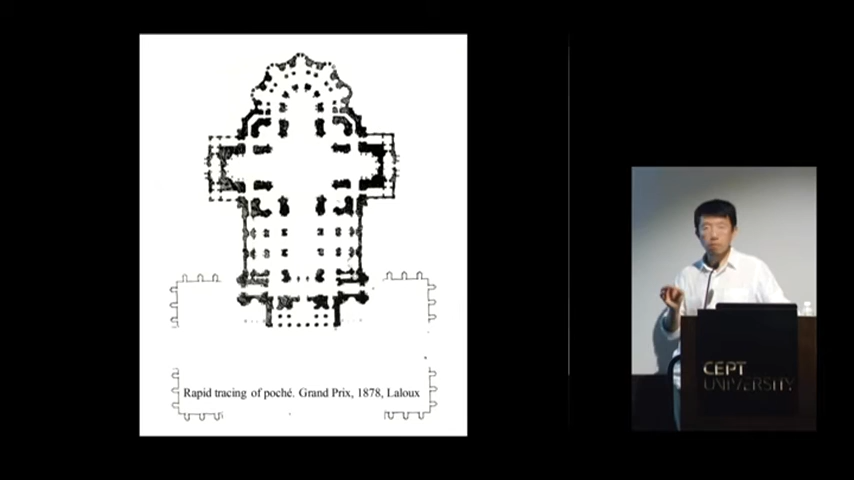 Rapid tracing of poché. Grand Prix, 1878, Laloux
CEPT
UNIVERSITY